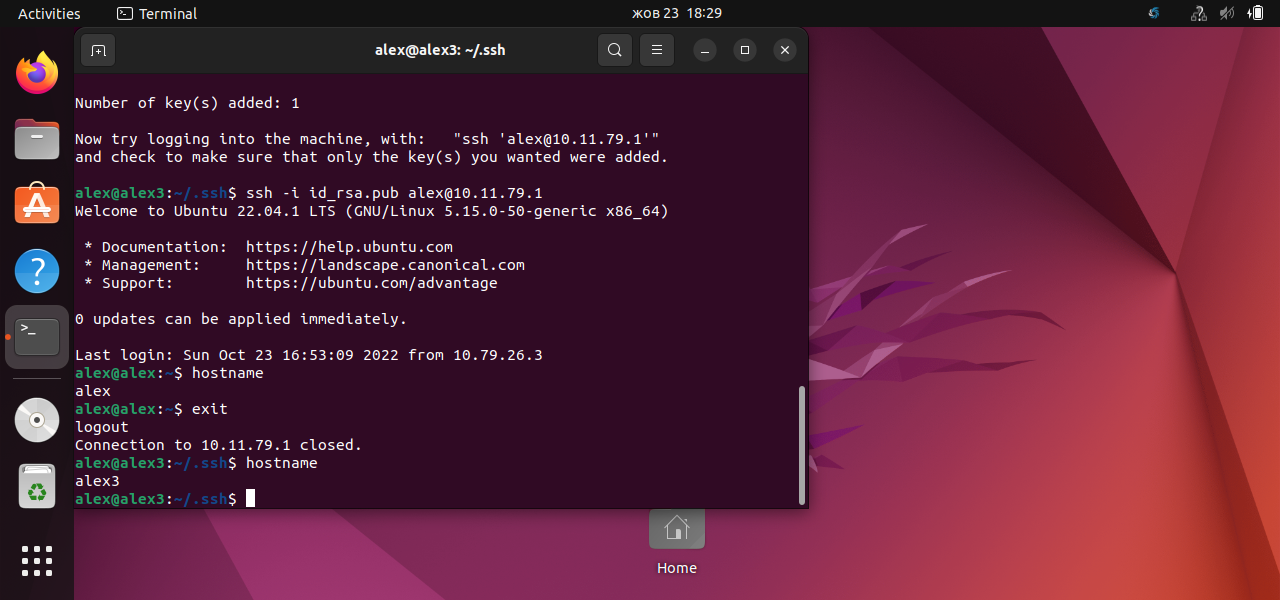 Activities
Terminal
жов 23 18:29
alex@alex3: ~/.ssh
Number of key(s) added: 1
Now try logging into the machine, with:   "ssh 'alex@10.11.79.1'"
and check to make sure that only the key(s) you wanted were added.
alex@alex3:~/.ssh$ ssh -i id_rsa.pub alex@10.11.79.1
Welcome to Ubuntu 22.04.1 LTS (GNU/Linux 5.15.0-50-generic x86_64)
 * Documentation:  https://help.ubuntu.com
 * Management:     https://landscape.canonical.com
 * Support:        https://ubuntu.com/advantage
0 updates can be applied immediately.
Last login: Sun Oct 23 16:53:09 2022 from 10.79.26.3
alex@alex:~$ hostname
alex
alex@alex:~$ exit
logout
Connection to 10.11.79.1 closed.
alex@alex3:~/.ssh$ hostname
alex3
alex@alex3:~/.ssh$
Home